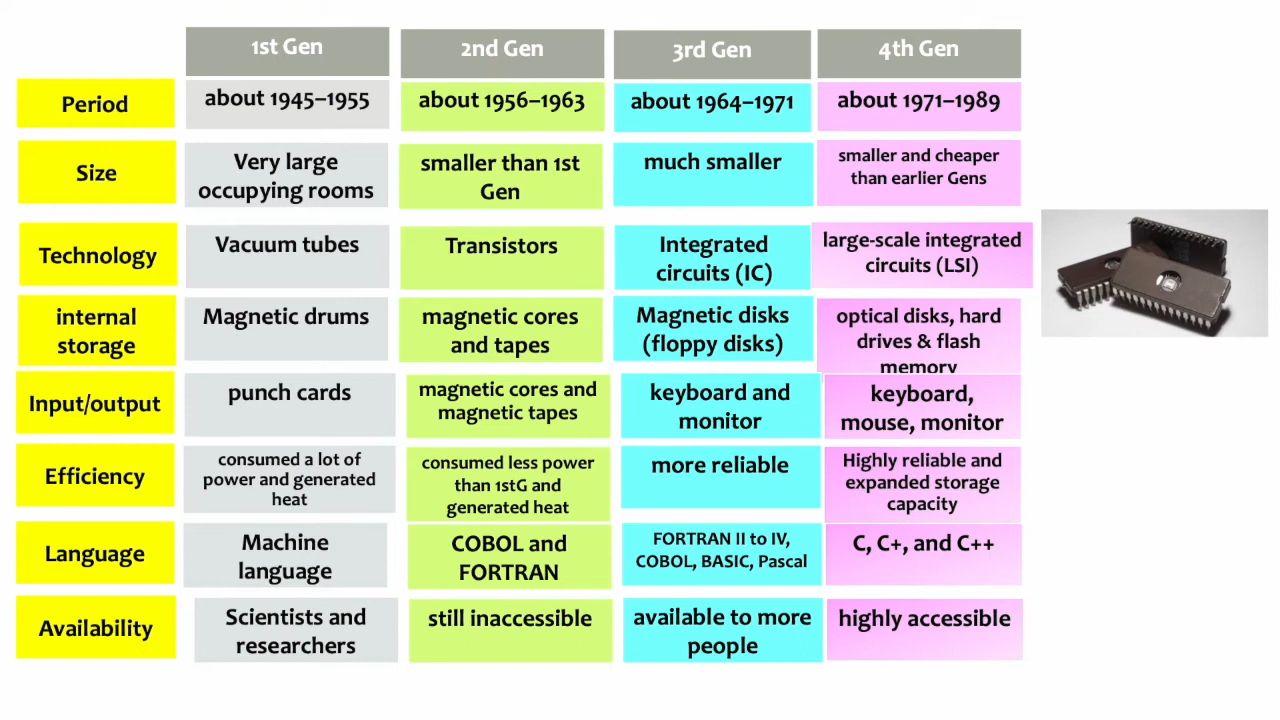 1st Gen
2nd Gen
3rd Gen
4th Gen
Period
about 1945–1955
about 1956–1963
about 1964–1971
about 1971–1989
Size
Very large
occupying rooms
smaller than 1st
Gen
much smaller
smaller and cheaper
than earlier Gens
Technology
Vacuum tubes
Transistors
Integrated
circuits (IC)
large-scale integrated
circuits (LSI)
internal
storage
Magnetic drums
magnetic cores
and tapes
Magnetic disks
(floppy disks)
optical disks, hard
drives & flash
memory
Input/output
punch cards
magnetic cores and
magnetic tapes
keyboard and
monitor
keyboard,
mouse, monitor
Efficiency
consumed a lot of
power and generated
heat
consumed less power
than 1stG and
generated heat
more reliable
Highly reliable and
expanded storage
capacity
Language
Machine
language
COBOL and
FORTRAN
FORTRAN II to IV,
COBOL, BASIC, Pascal
C, C+, and C++
Availability
Scientists and
researchers
still inaccessible
available to more
people
highly accessible